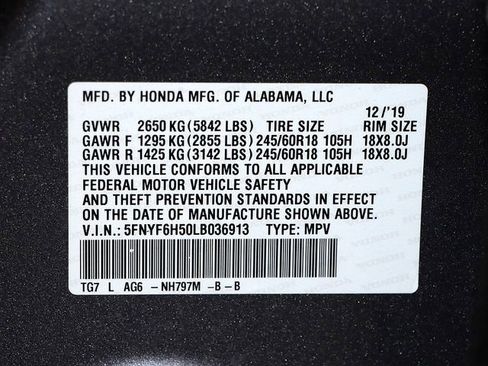 MFD. BY HONDA MFG. OF ALABAMA, LLC
12/'19
GVWR 2650 KG (5842 LBS) TIRE SIZE RIM SIZE
GAWR F 1295 KG (2855 LBS) 245/60R18 105H 18X8.0J
GAWR R 1425 KG (3142 LBS) 245/60R18 105H 18X8.0J
THIS VEHICLE CONFORMS TO ALL APPLICABLE
FEDERAL MOTOR VEHICLE SAFETY
AND THEFT PREVENTION STANDARDS IN EFFECT
ON THE DATE OF MANUFACTURE SHOWN ABOVE.
V.I.N.: 5FNYF6H50LB036913 TYPE: MPV
TG7 L AG6 - NH797M -B - B